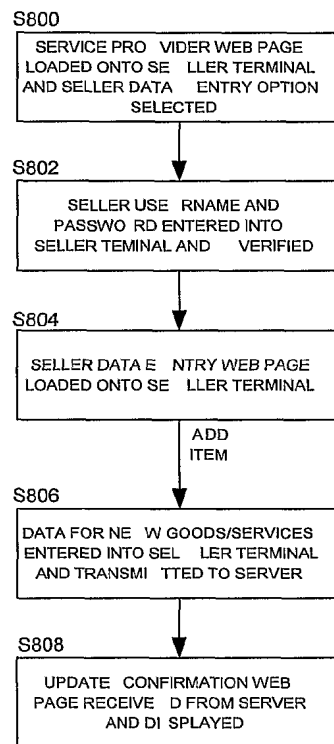 S800
SERVICE PRO VIDER WEB PAGE
LOADED ONTO SE LLER TERMINAL
AND SELLER DATA ENTRY OPTION
SELECTED
S802
SELLER USE RNAME AND
PASSWO RD ENTERED INTO
SELLER TEMINAL AND VERIFIED
S804
SELLER DATA E NTRY WEB PAGE
LOADED ONTO SE LLER TERMINAL
ADD
ITEM
S806
DATA FOR NE W GOODS/SERVICES
ENTERED INTO SEL LER TERMINAL
AND TRANSMI TTED TO SERVER
S808
UPDATE CONFIRMATION WEB
PAGE RECEIVE D FROM SERVER
AND DI SPLAYED